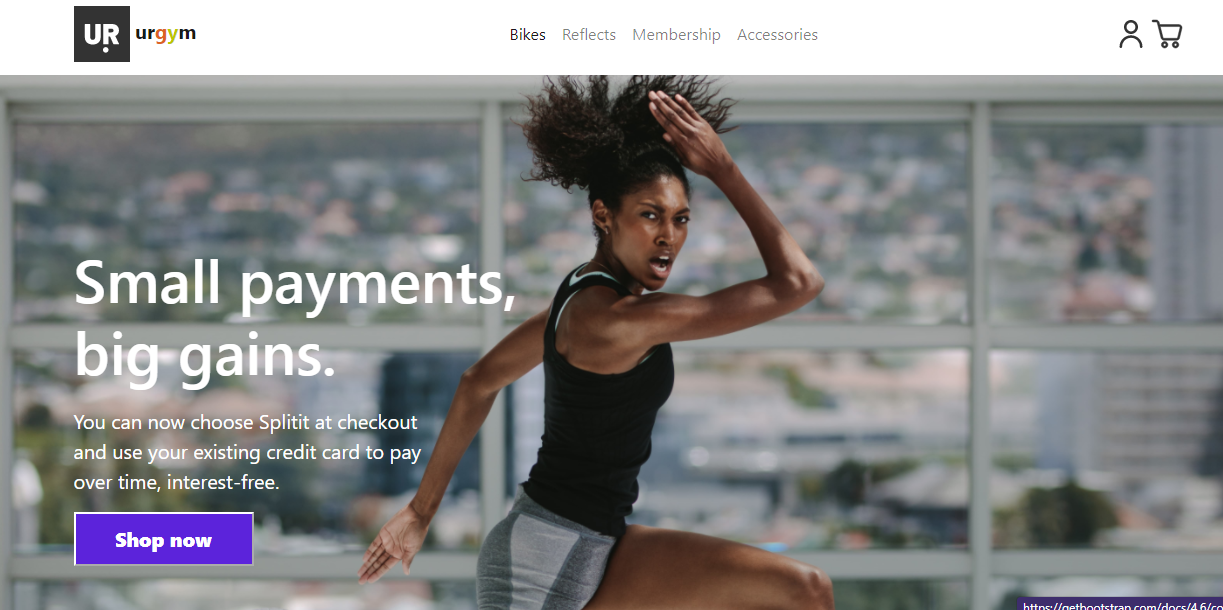 UR urgym
Bikes Reflects Membership Accessories
Small payments,
big gains.
You can now choose Splitit at checkout
and use your existing credit card to pay
over time, interest-free.
Shop now
https://getbootstrap.com/docs/4.6/co